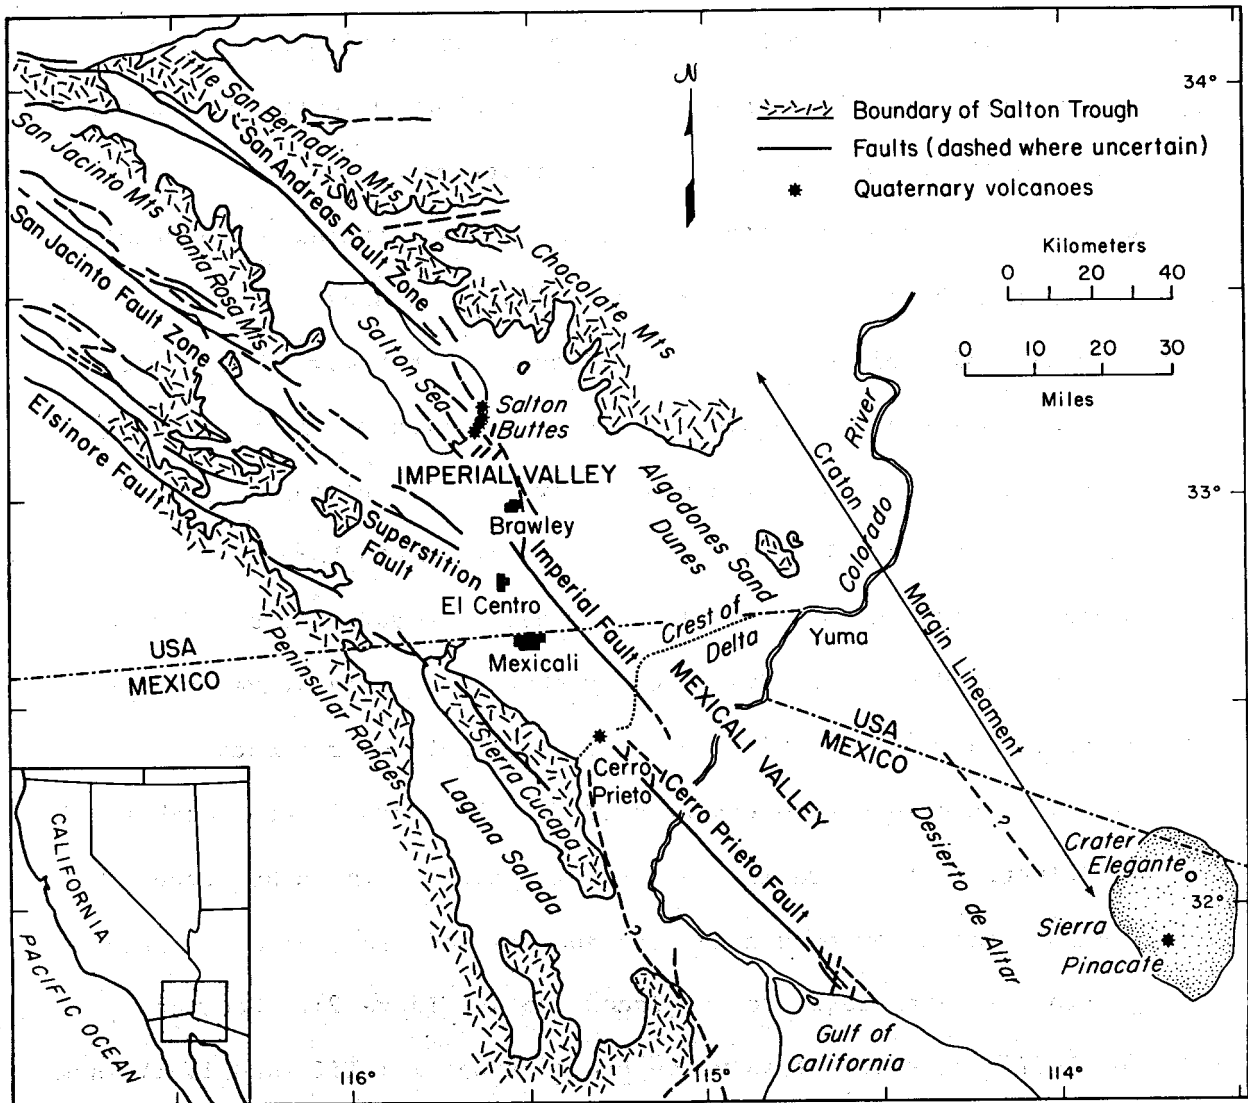 N
34°
Boundary of Salton Trough
Faults (dashed where uncertain)
Quaternary volcanoes
Kilometers
0 20 40
0 10 20 30
Miles
Little San Bernadino Mts
San Andreas Fault Zone
San Jacinto Mts
Santa Rosa Mts
San Jacinto Fault Zone
Chocolate Mts
Salton Sea
Salton
Buttes
Elsinore Fault
IMPERIAL VALLEY
Brawley
Superstition
Fault
El Centro
Imperial Fault
Algodones Sand
Dunes
Craton
Margin Lineament
Colorado
River
33°
Crest of
Delta
Yuma
USA
MEXICO
Mexicali
Peninsular Ranges
MEXICALI VALLEY
USA
MEXICO
Sierra Cucapa
Cerro
Prieto
Cerro Prieto Fault
Laguna Salada
?
?
Desierto de Altar
Crater
Elegante
32°
Sierra
Pinacate
Gulf of
California
CALIFORNIA
PACIFIC OCEAN
116°
115°
114°